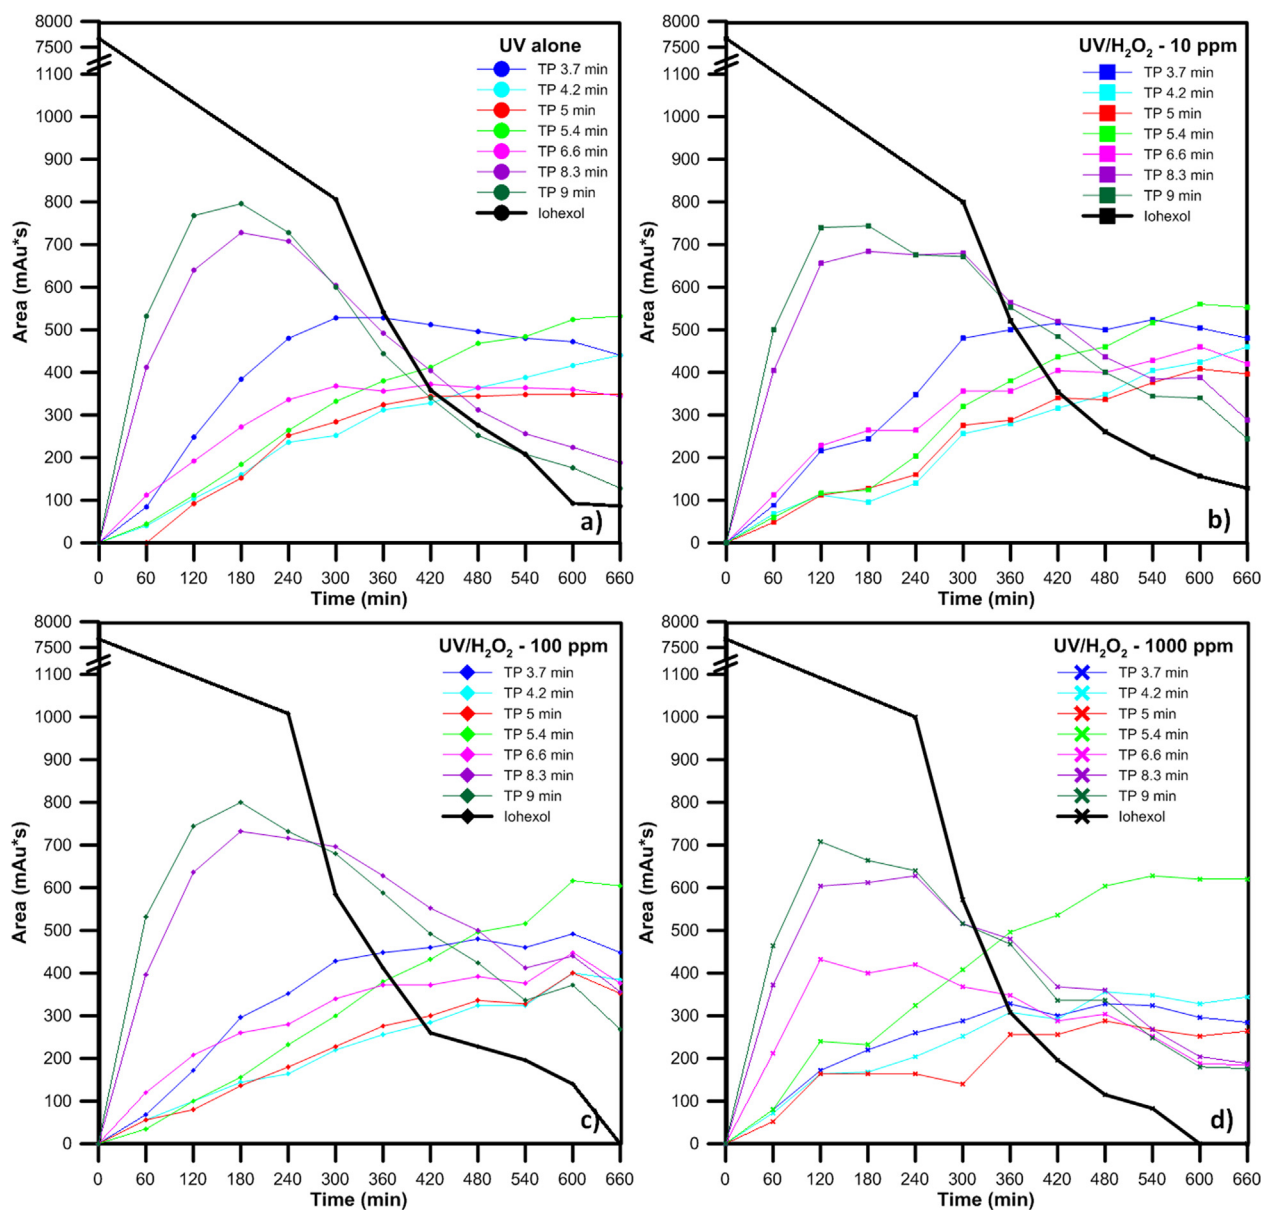 8000
7500
1100
1000
900
800
700
600
500
400
300
200
100
0
Area (mAu*s)
UV alone
TP 3.7 min
TP 4.2 min
TP 5 min
TP 5.4 min
TP 6.6 min
TP 8.3 min
TP 9 min
Iohexol
a)
0 60 120 180 240 300 360 420 480 540 600 660
Time (min)
8000
7500
1100
1000
900
800
700
600
500
400
300
200
100
0
Area (mAu*s)
UV/H₂O₂ - 10 ppm
TP 3.7 min
TP 4.2 min
TP 5 min
TP 5.4 min
TP 6.6 min
TP 8.3 min
TP 9 min
Iohexol
b)
0 60 120 180 240 300 360 420 480 540 600 660
Time (min)
8000
7500
1100
1000
900
800
700
600
500
400
300
200
100
0
Area (mAu*s)
UV/H₂O₂ - 100 ppm
TP 3.7 min
TP 4.2 min
TP 5 min
TP 5.4 min
TP 6.6 min
TP 8.3 min
TP 9 min
Iohexol
c)
0 60 120 180 240 300 360 420 480 540 600 660
Time (min)
8000
7500
1100
1000
900
800
700
600
500
400
300
200
100
0
Area (mAu*s)
UV/H₂O₂ - 1000 ppm
TP 3.7 min
TP 4.2 min
TP 5 min
TP 5.4 min
TP 6.6 min
TP 8.3 min
TP 9 min
Iohexol
d)
0 60 120 180 240 300 360 420 480 540 600 660
Time (min)